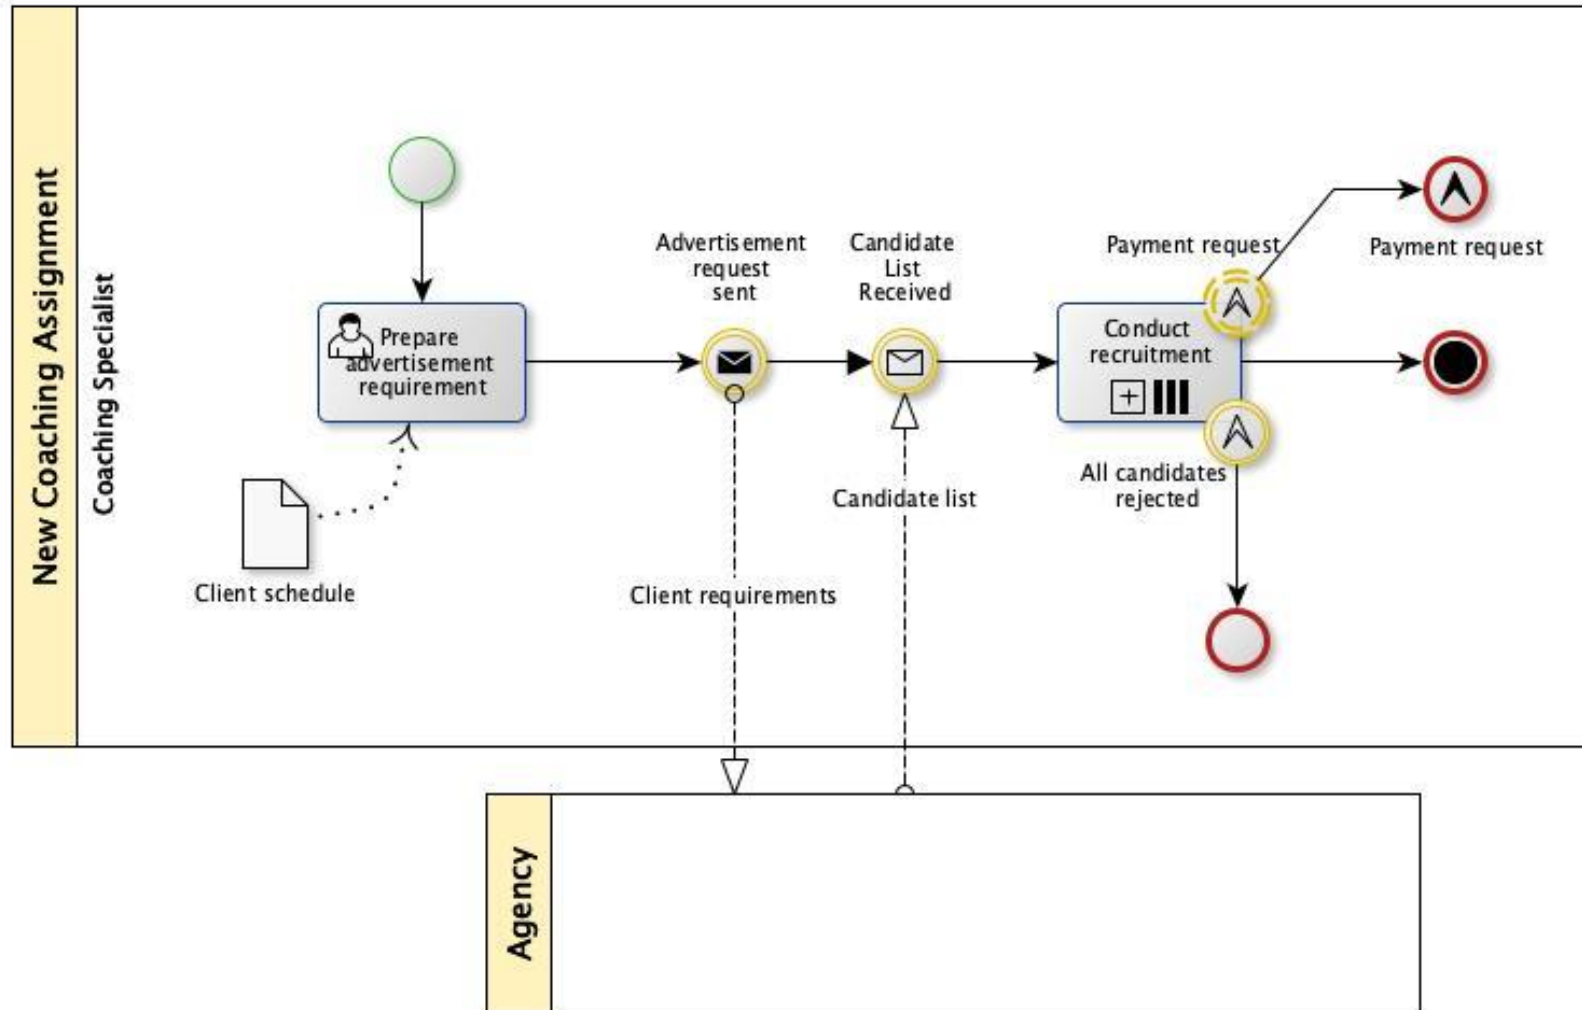 New Coaching Assignment
Coaching Specialist
Prepare
advertisement
requirement
Client schedule
Advertisement
request
sent
Candidate
List
Received
Client requirements
Candidate list
Payment request
Conduct
recruitment
All candidates
rejected
Payment request
Agency